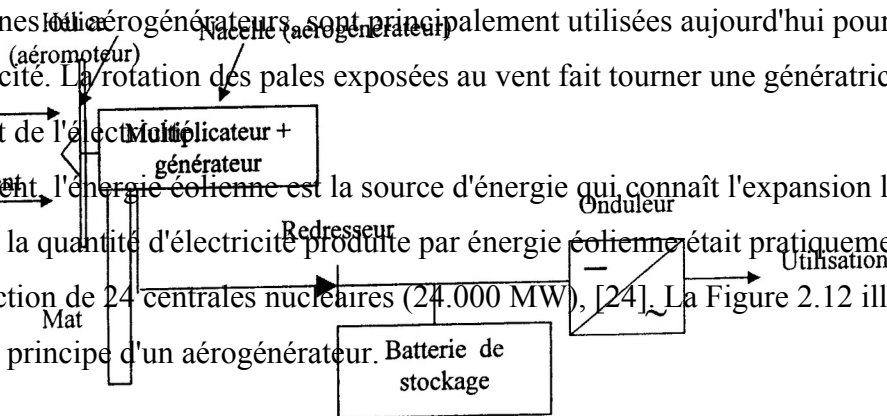 nes
Hélice
aérogénérateurs, sont principalement utilisées aujourd'hui pour
Nacelle (aérogénérateur)
(aéromoteur)
cité. La rotation des pales exposées au vent fait tourner une génératric
t de l'électricité.
Multiplicateur +
générateur
ent, l'énergie éolienne est la source d'énergie qui connaît l'expansion l
Onduleur
Redresseur
la quantité d'électricité produite par énergie éolienne était pratiqueme
Utilisation
ction de 24 centrales nucléaires (24.000 MW), [24]. La Figure 2.12 ill
Mat
principe d'un aérogénérateur.
Batterie de
stockage